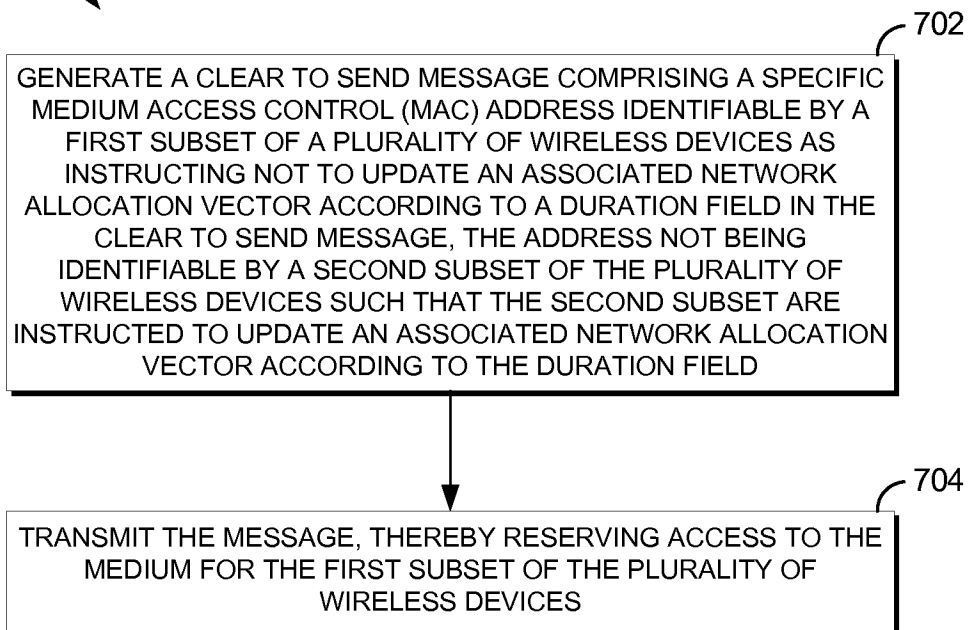 702
GENERATE A CLEAR TO SEND MESSAGE COMPRISING A SPECIFIC
MEDIUM ACCESS CONTROL (MAC) ADDRESS IDENTIFIABLE BY A
FIRST SUBSET OF A PLURALITY OF WIRELESS DEVICES AS
INSTRUCTING NOT TO UPDATE AN ASSOCIATED NETWORK
ALLOCATION VECTOR ACCORDING TO A DURATION FIELD IN THE
CLEAR TO SEND MESSAGE, THE ADDRESS NOT BEING
IDENTIFIABLE BY A SECOND SUBSET OF THE PLURALITY OF
WIRELESS DEVICES SUCH THAT THE SECOND SUBSET ARE
INSTRUCTED TO UPDATE AN ASSOCIATED NETWORK ALLOCATION
VECTOR ACCORDING TO THE DURATION FIELD
704
TRANSMIT THE MESSAGE, THEREBY RESERVING ACCESS TO THE
MEDIUM FOR THE FIRST SUBSET OF THE PLURALITY OF
WIRELESS DEVICES